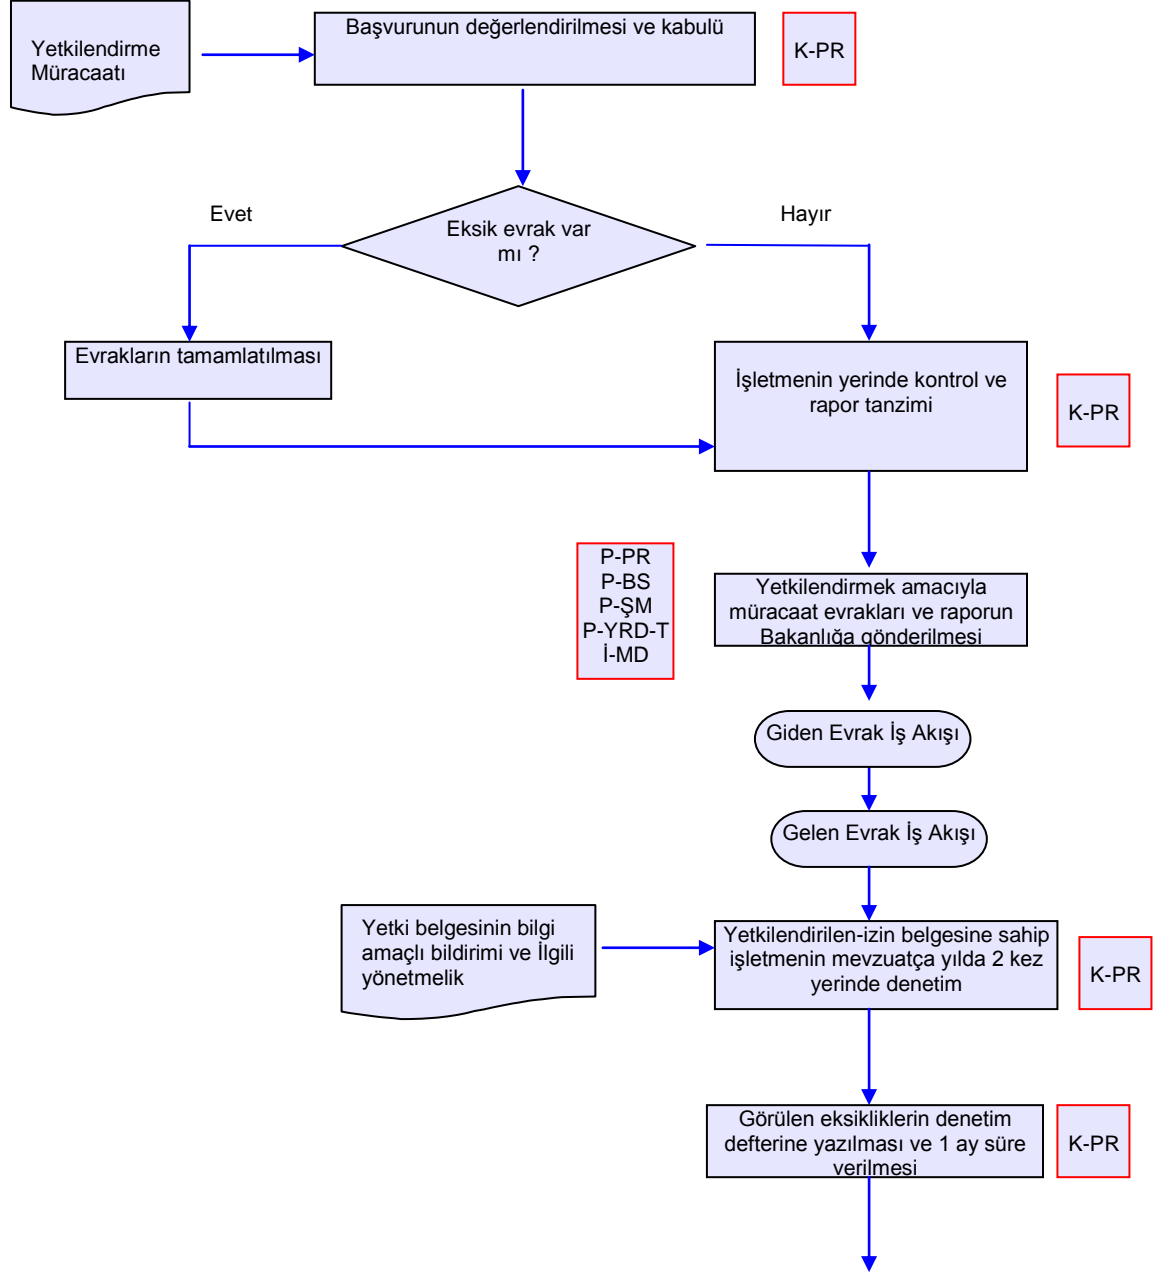 Yetkilendirme
Müracaatı
Başvurunun değerlendirilmesi ve kabulü
K-PR
Evet
Eksik evrak var
mı ?
Hayır
Evrakların tamamlatılması
İşletmenin yerinde kontrol ve
rapor tanzimi
K-PR
P-PR
P-BS
P-ŞM
P-YRD-T
İ-MD
Yetkilendirmek amacıyla
müracaat evrakları ve raporun
Bakanlığa gönderilmesi
Giden Evrak İş Akışı
Gelen Evrak İş Akışı
Yetki belgesinin bilgi
amaçlı bildirimi ve İlgili
yönetmelik
Yetkilendirilen-izin belgesine sahip
işletmenin mevzuatça yılda 2 kez
yerinde denetim
K-PR
Görülen eksikliklerin denetim
defterine yazılması ve 1 ay süre
verilmesi
K-PR